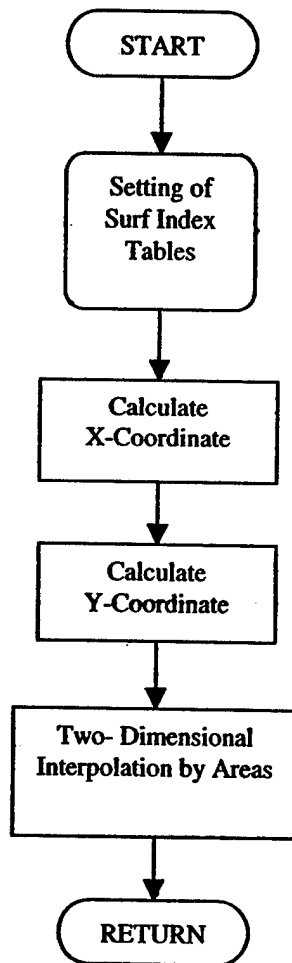 START
Setting of
Surf Index
Tables
Calculate
X-Coordinate
Calculate
Y-Coordinate
Two- Dimensional
Interpolation by Areas
RETURN